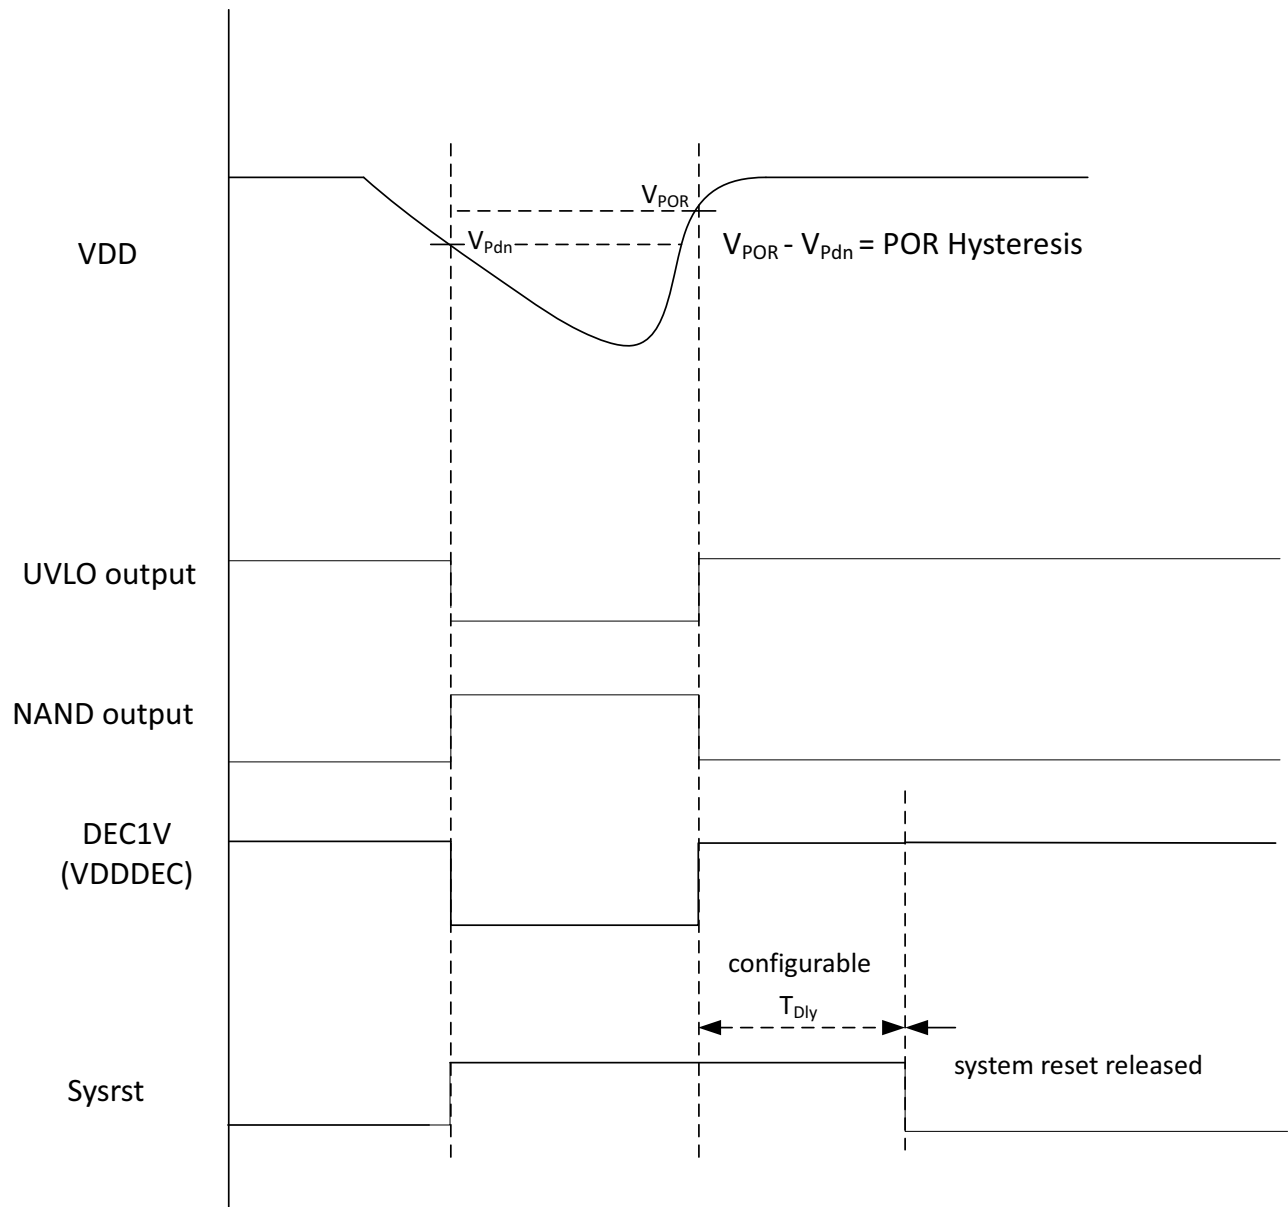 V_POR
VDD
V_Pdn
V_POR - V_Pdn = POR Hysteresis
UVLO output
NAND output
DEC1V
(VDDDEC)
configurable
T_Dly
system reset released
Sysrst